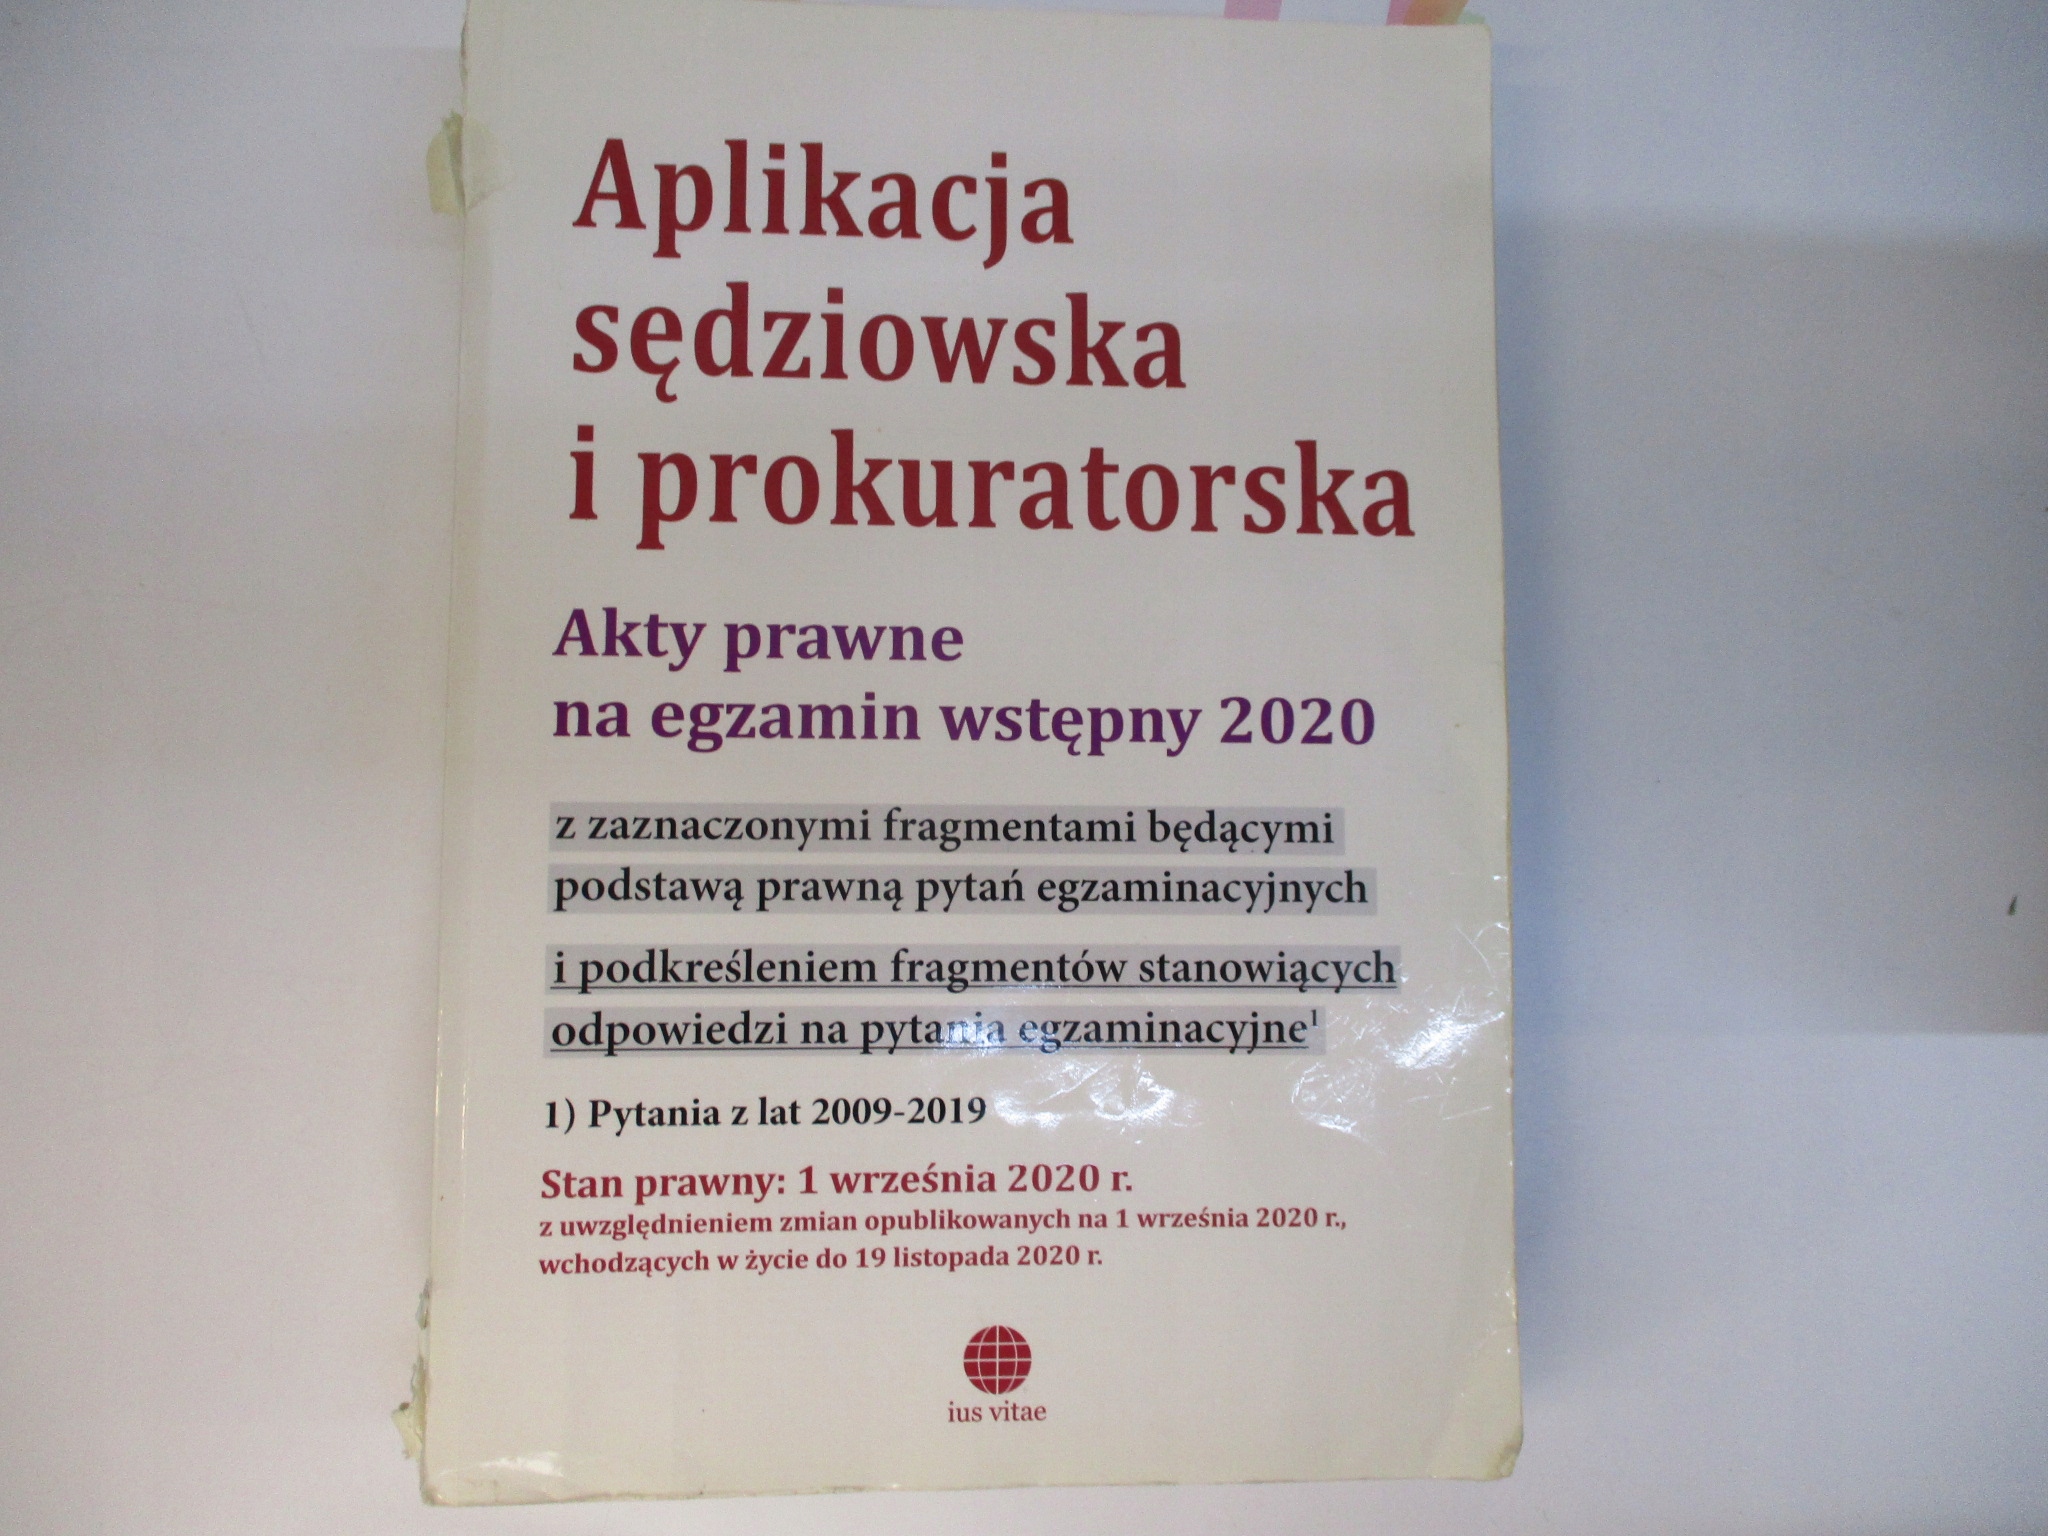 Aplikacja
sędziowska
i prokuratorska
Akty prawne
na egzamin wstępny 2020
z zaznaczonymi fragmentami będącymi
podstawą prawną pytań egzaminacyjnych
i podkreśleniem fragmentów stanowiących
odpowiedzi na pytania egzaminacyjne¹
1) Pytania z lat 2009-2019
Stan prawny: 1 września 2020 r.
z uwzględnieniem zmian opublikowanych na 1 września 2020 r.,
wchodzących w życie do 19 listopada 2020 r.
ius vitae